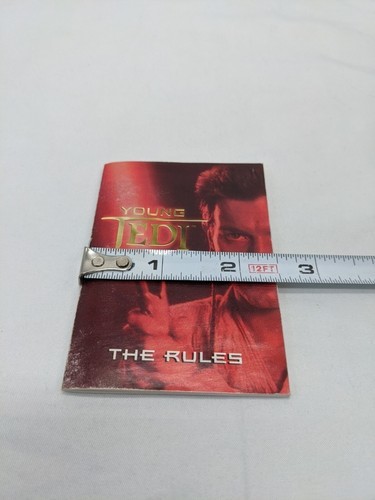 YOUNG
JEDI
1 2 12FT 3
THE RULES